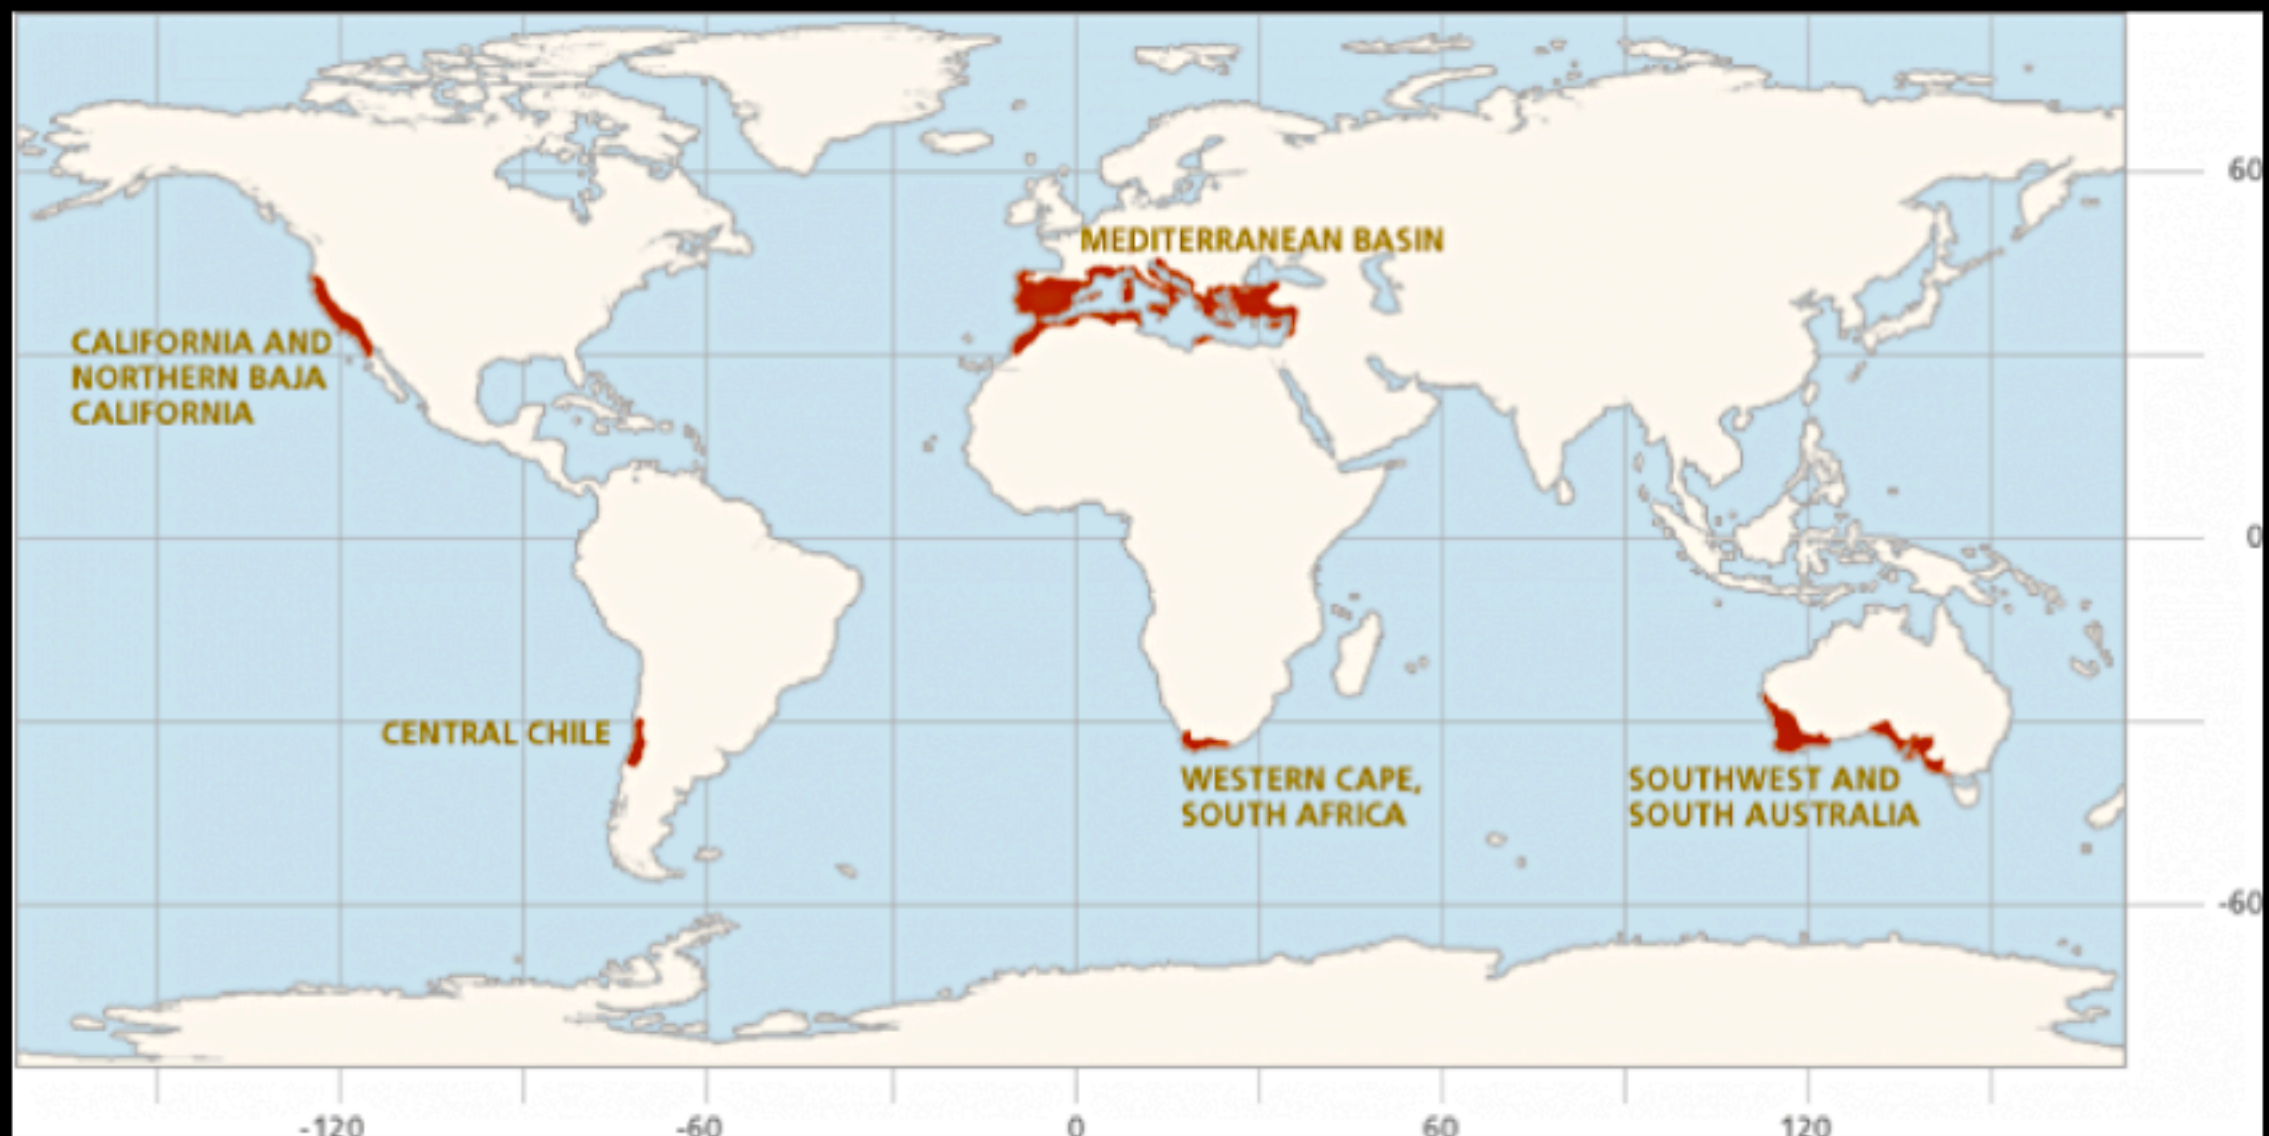 60
MEDITERRANEAN BASIN
CALIFORNIA AND
NORTHERN BAJA
CALIFORNIA
0
CENTRAL CHILE
WESTERN CAPE,
SOUTH AFRICA
SOUTHWEST AND
SOUTH AUSTRALIA
-60
-120 -60 0 60 120